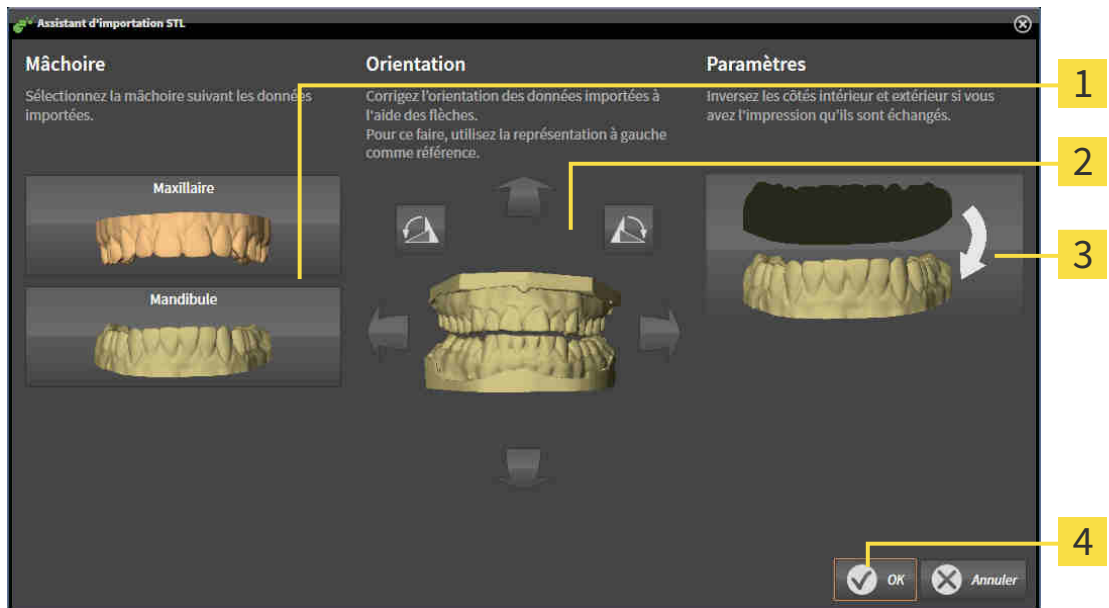 Assistant d'importation STL
Mâchoire
Sélectionnez la mâchoire suivant les données
importées.
Maxillaire
Mandibule
Orientation
Corrigez l'orientation des données importées à
l'aide des flèches.
Pour ce faire, utilisez la représentation à gauche
comme référence.
Paramètres
Inversez les côtés intérieur et extérieur si vous
avez l'impression qu'ils sont échangés.
OK
Annuler
1
2
3
4